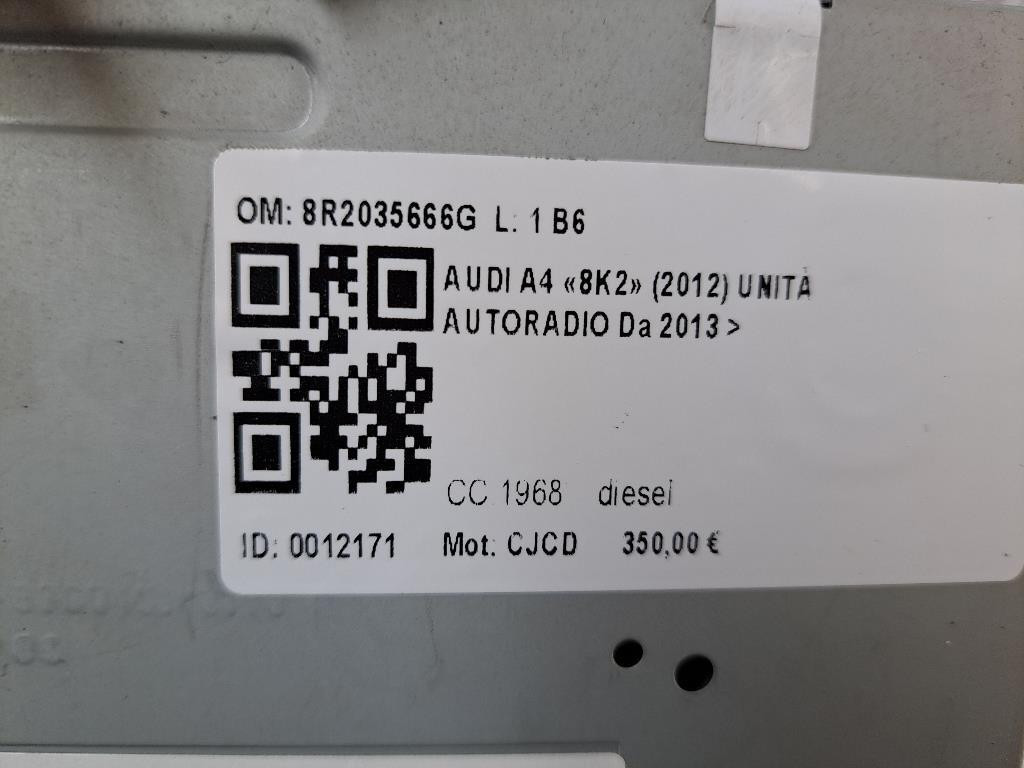 OM: 8R2035666G L: 1 B6
AUDI A4 «8K2» (2012) UNITÀ
AUTORADIO Da 2013 >
CC 1968 diesel
ID: 0012171 Mot: CJCD 350,00 €